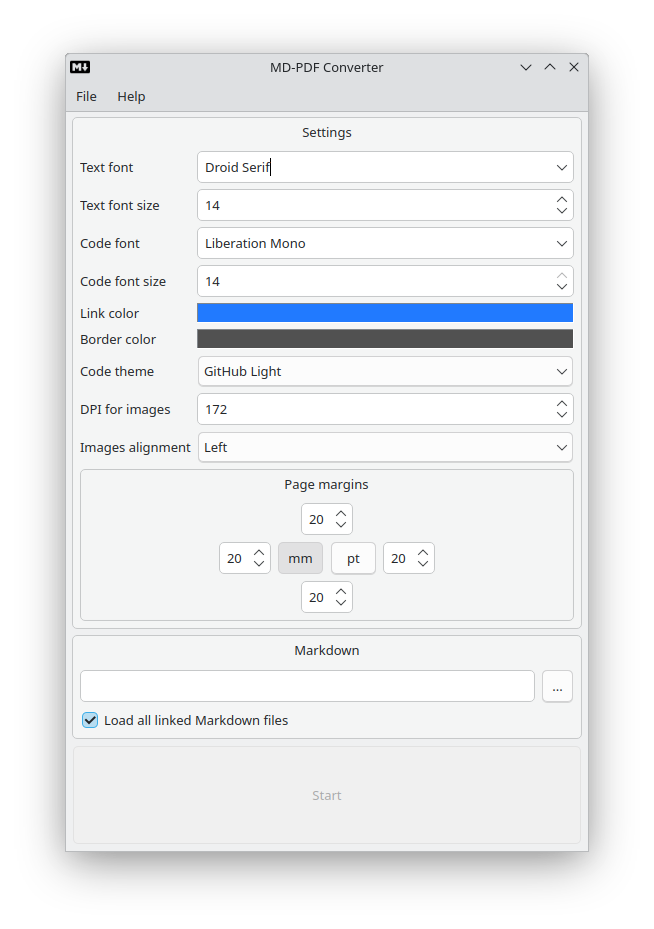 M↓ MD-PDF Converter
File Help
Settings
Text font Droid Serif
Text font size 14
Code font Liberation Mono
Code font size 14
Link color
Border color
Code theme GitHub Light
DPI for images 172
Images alignment Left
Page margins
20
20 mm pt 20
20
Markdown
...
Load all linked Markdown files
Start